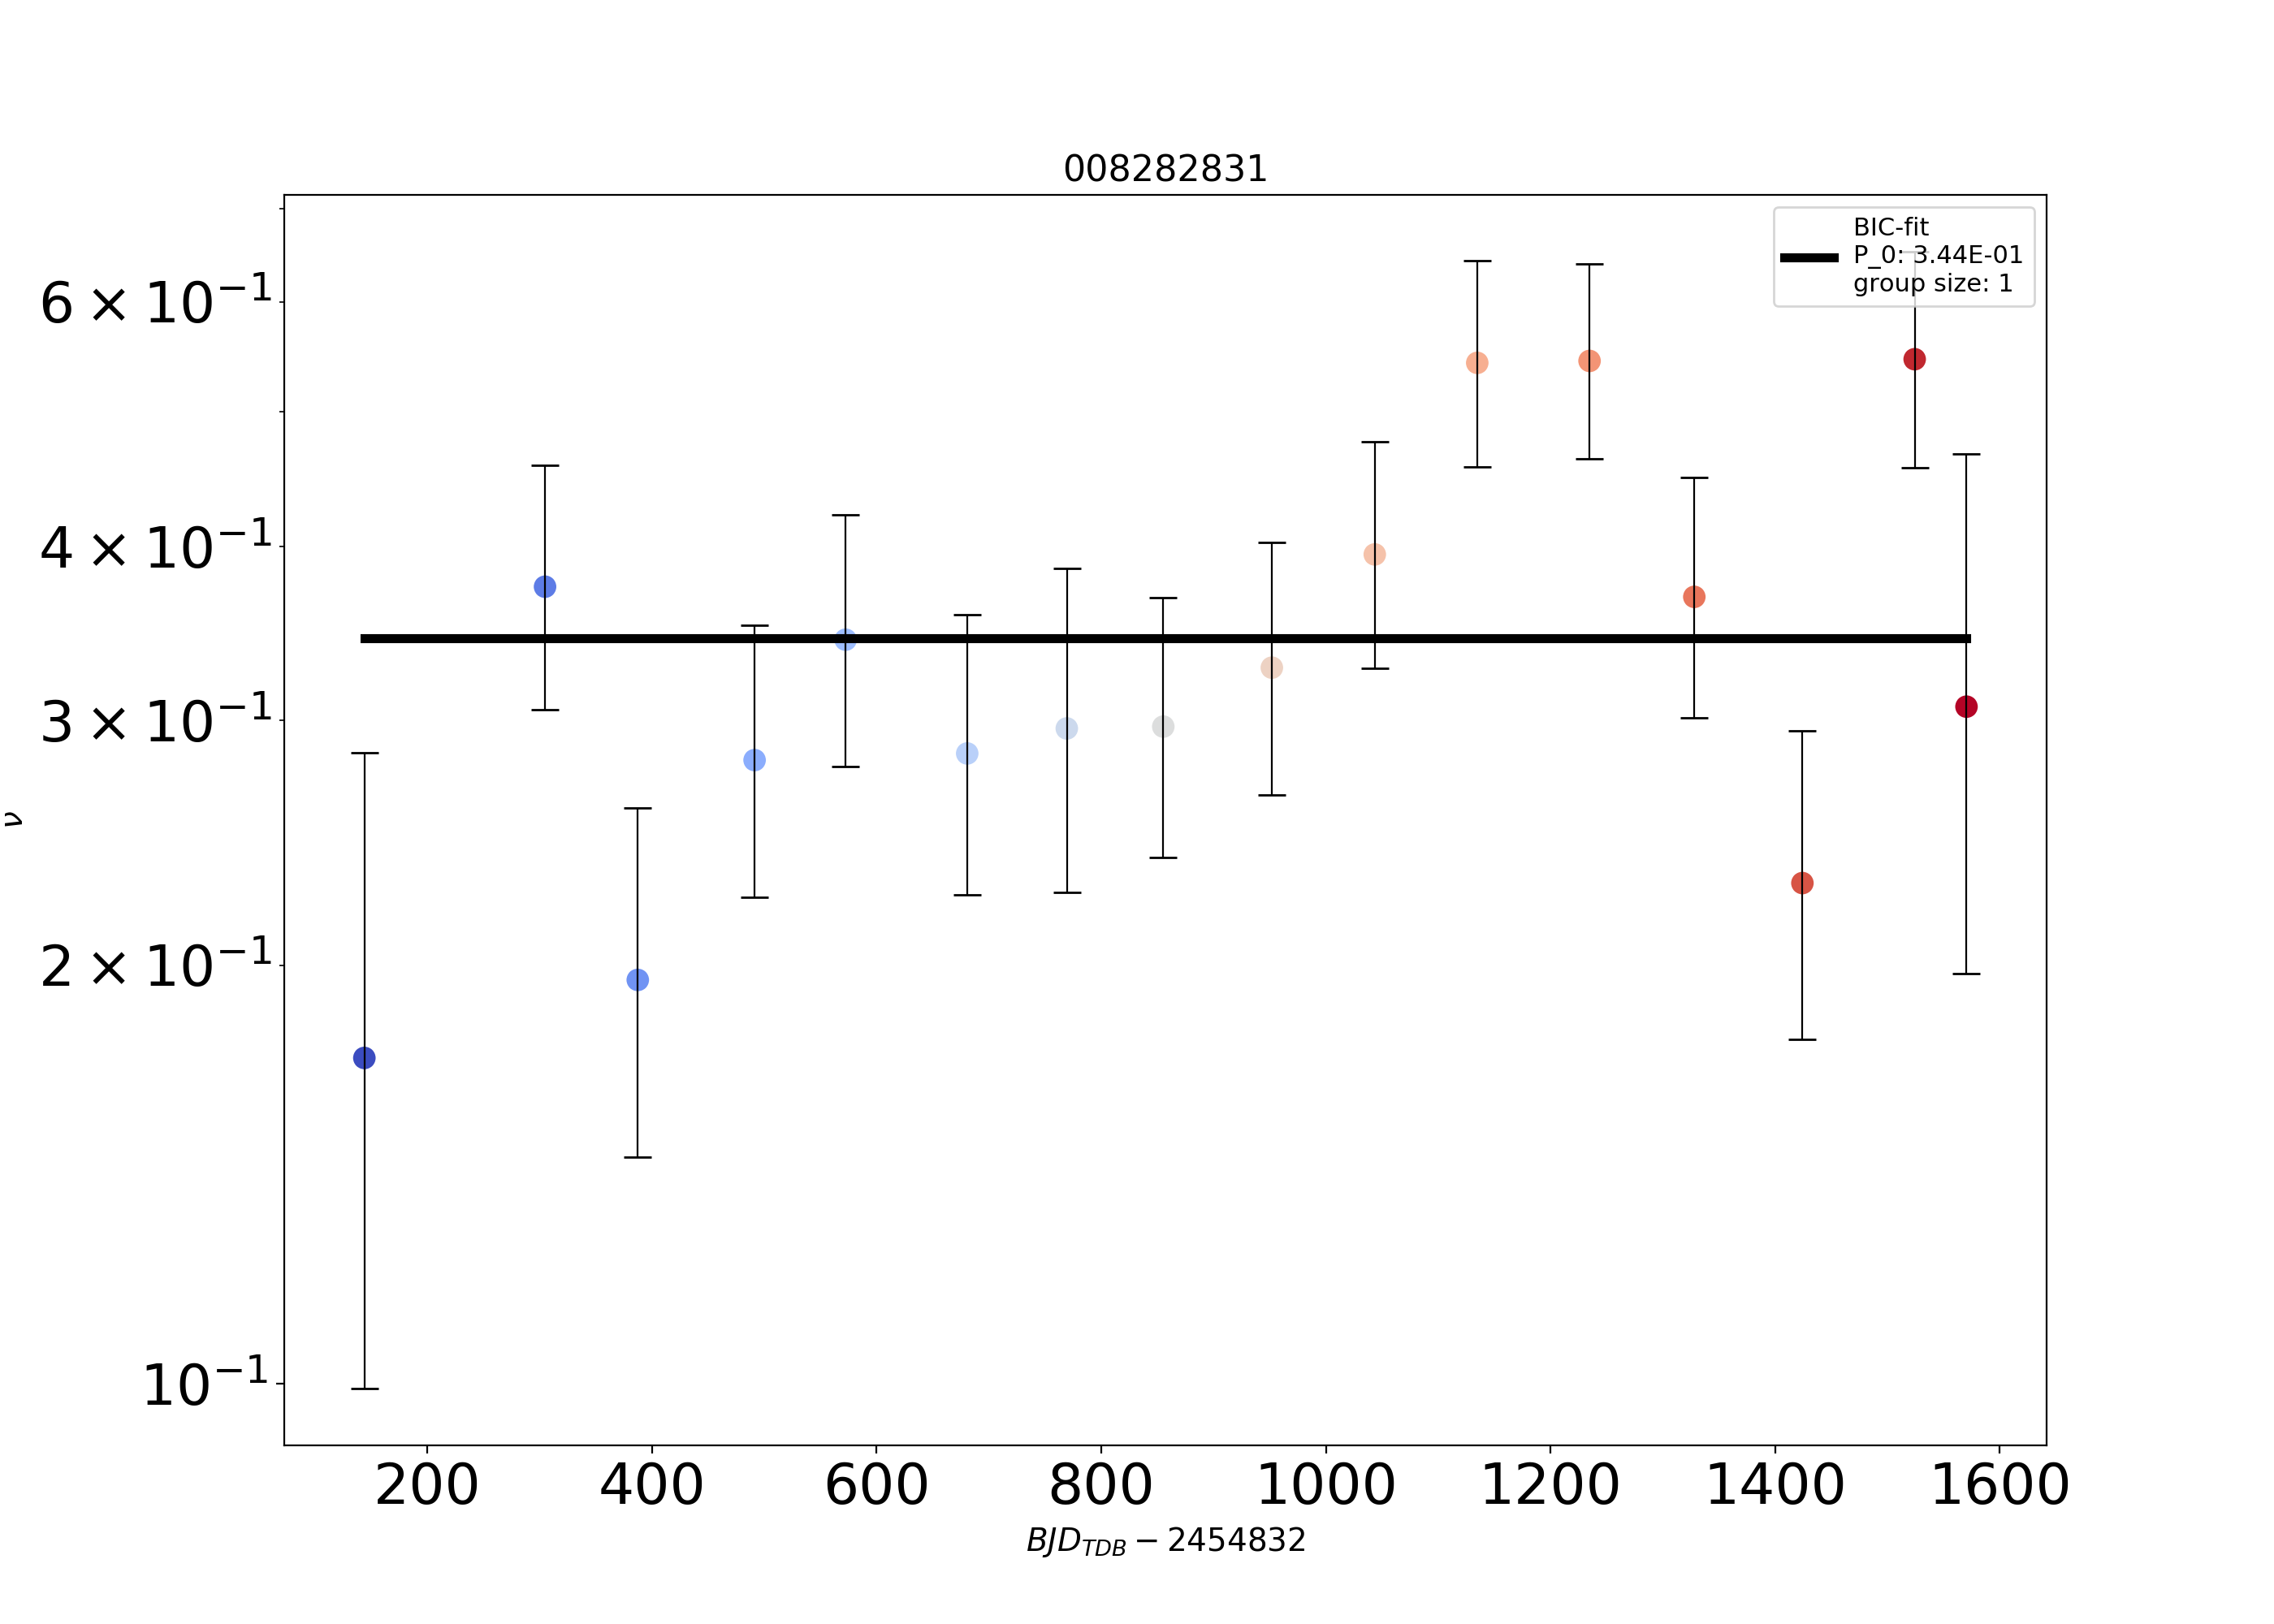 008282831
BIC-fit
P_0: 3.44E-01
group size: 1
6 × 10⁻¹
4 × 10⁻¹
3 × 10⁻¹
2 × 10⁻¹
10⁻¹
ν
200 400 600 800 1000 1200 1400 1600
BJD_TDB − 2454832